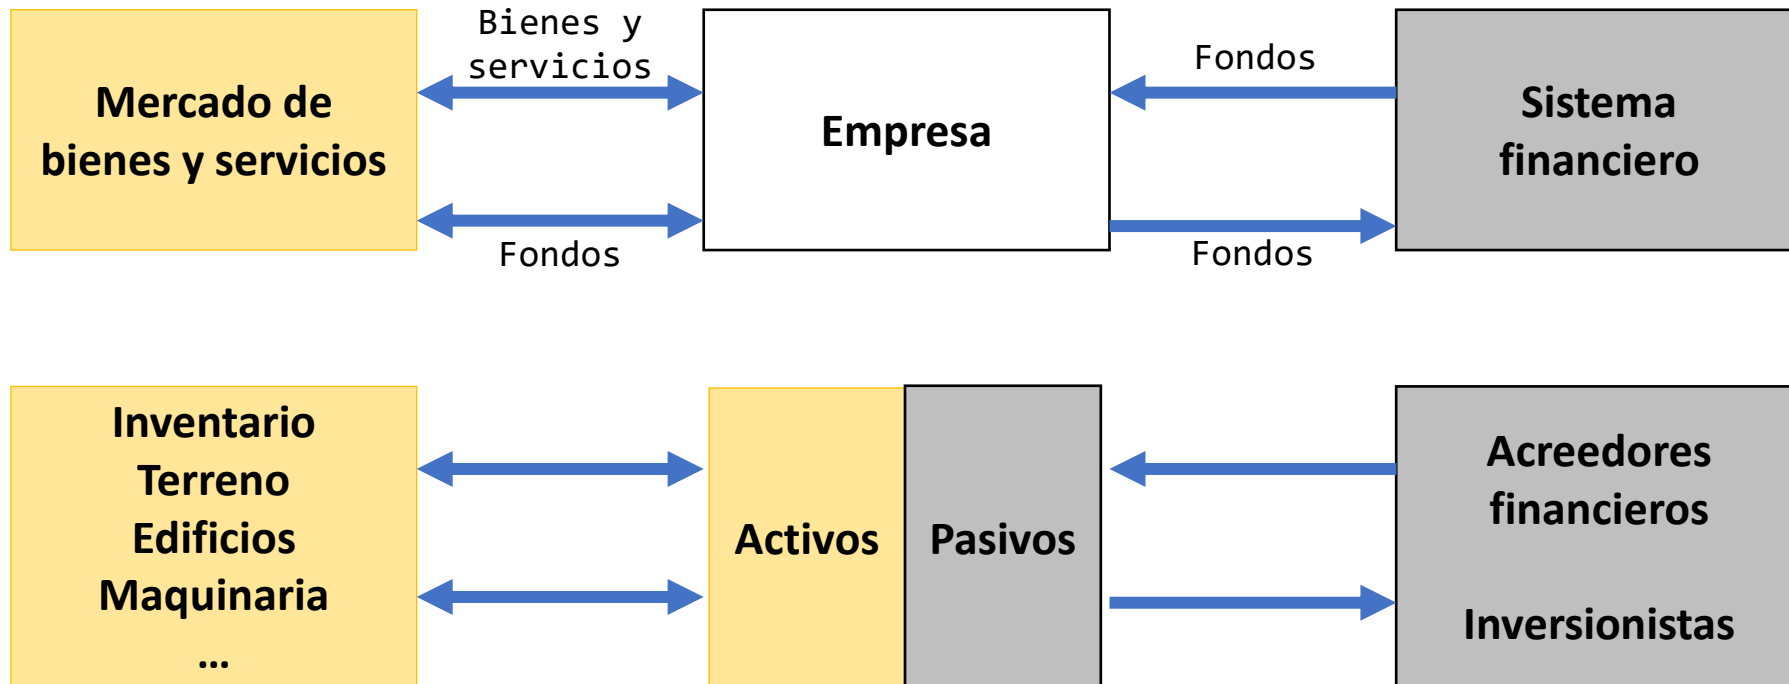 Mercado de
bienes y servicios
Bienes y
servicios
Fondos
Empresa
Fondos
Fondos
Sistema
financiero
Inventario
Terreno
Edificios
Maquinaria
...
Activos
Pasivos
Acreedores
financieros
Inversionistas